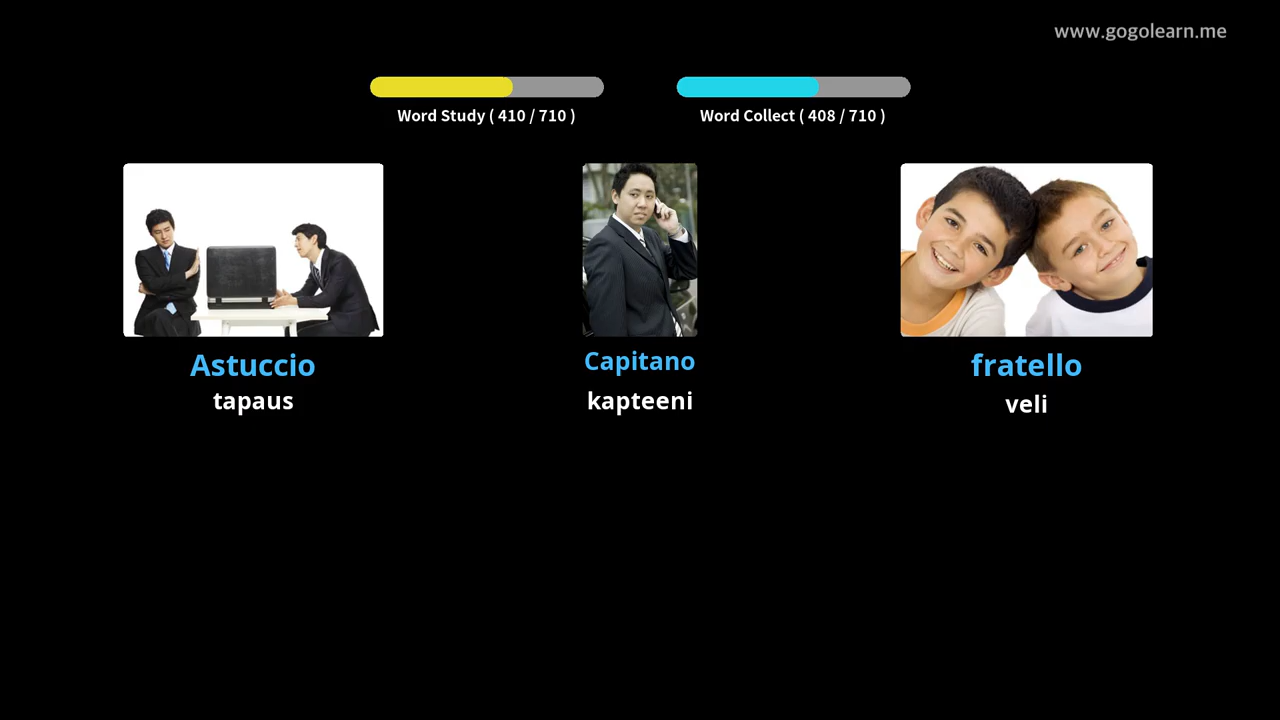 www.gogolearn.me
Word Study ( 410 / 710 )
Word Collect ( 408 / 710 )
Astuccio
tapaus
Capitano
kapteeni
fratello
veli